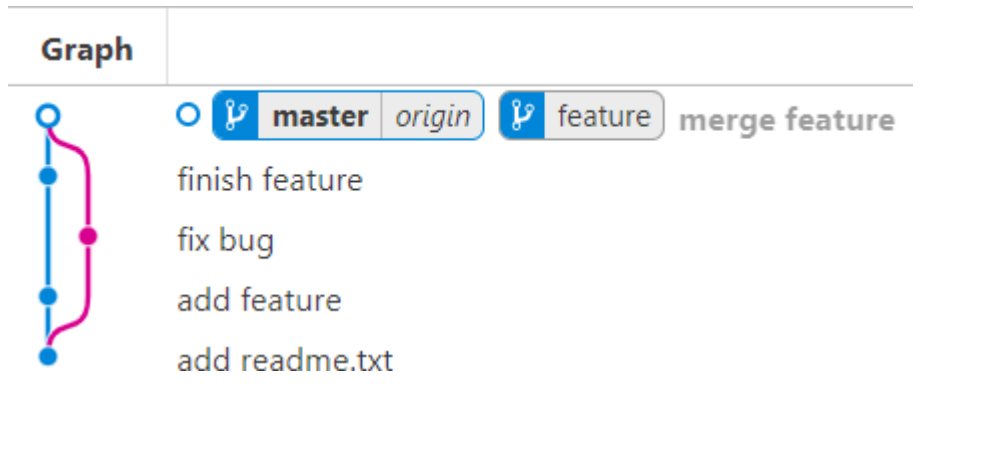 Graph
master origin feature merge feature
finish feature
fix bug
add feature
add readme.txt